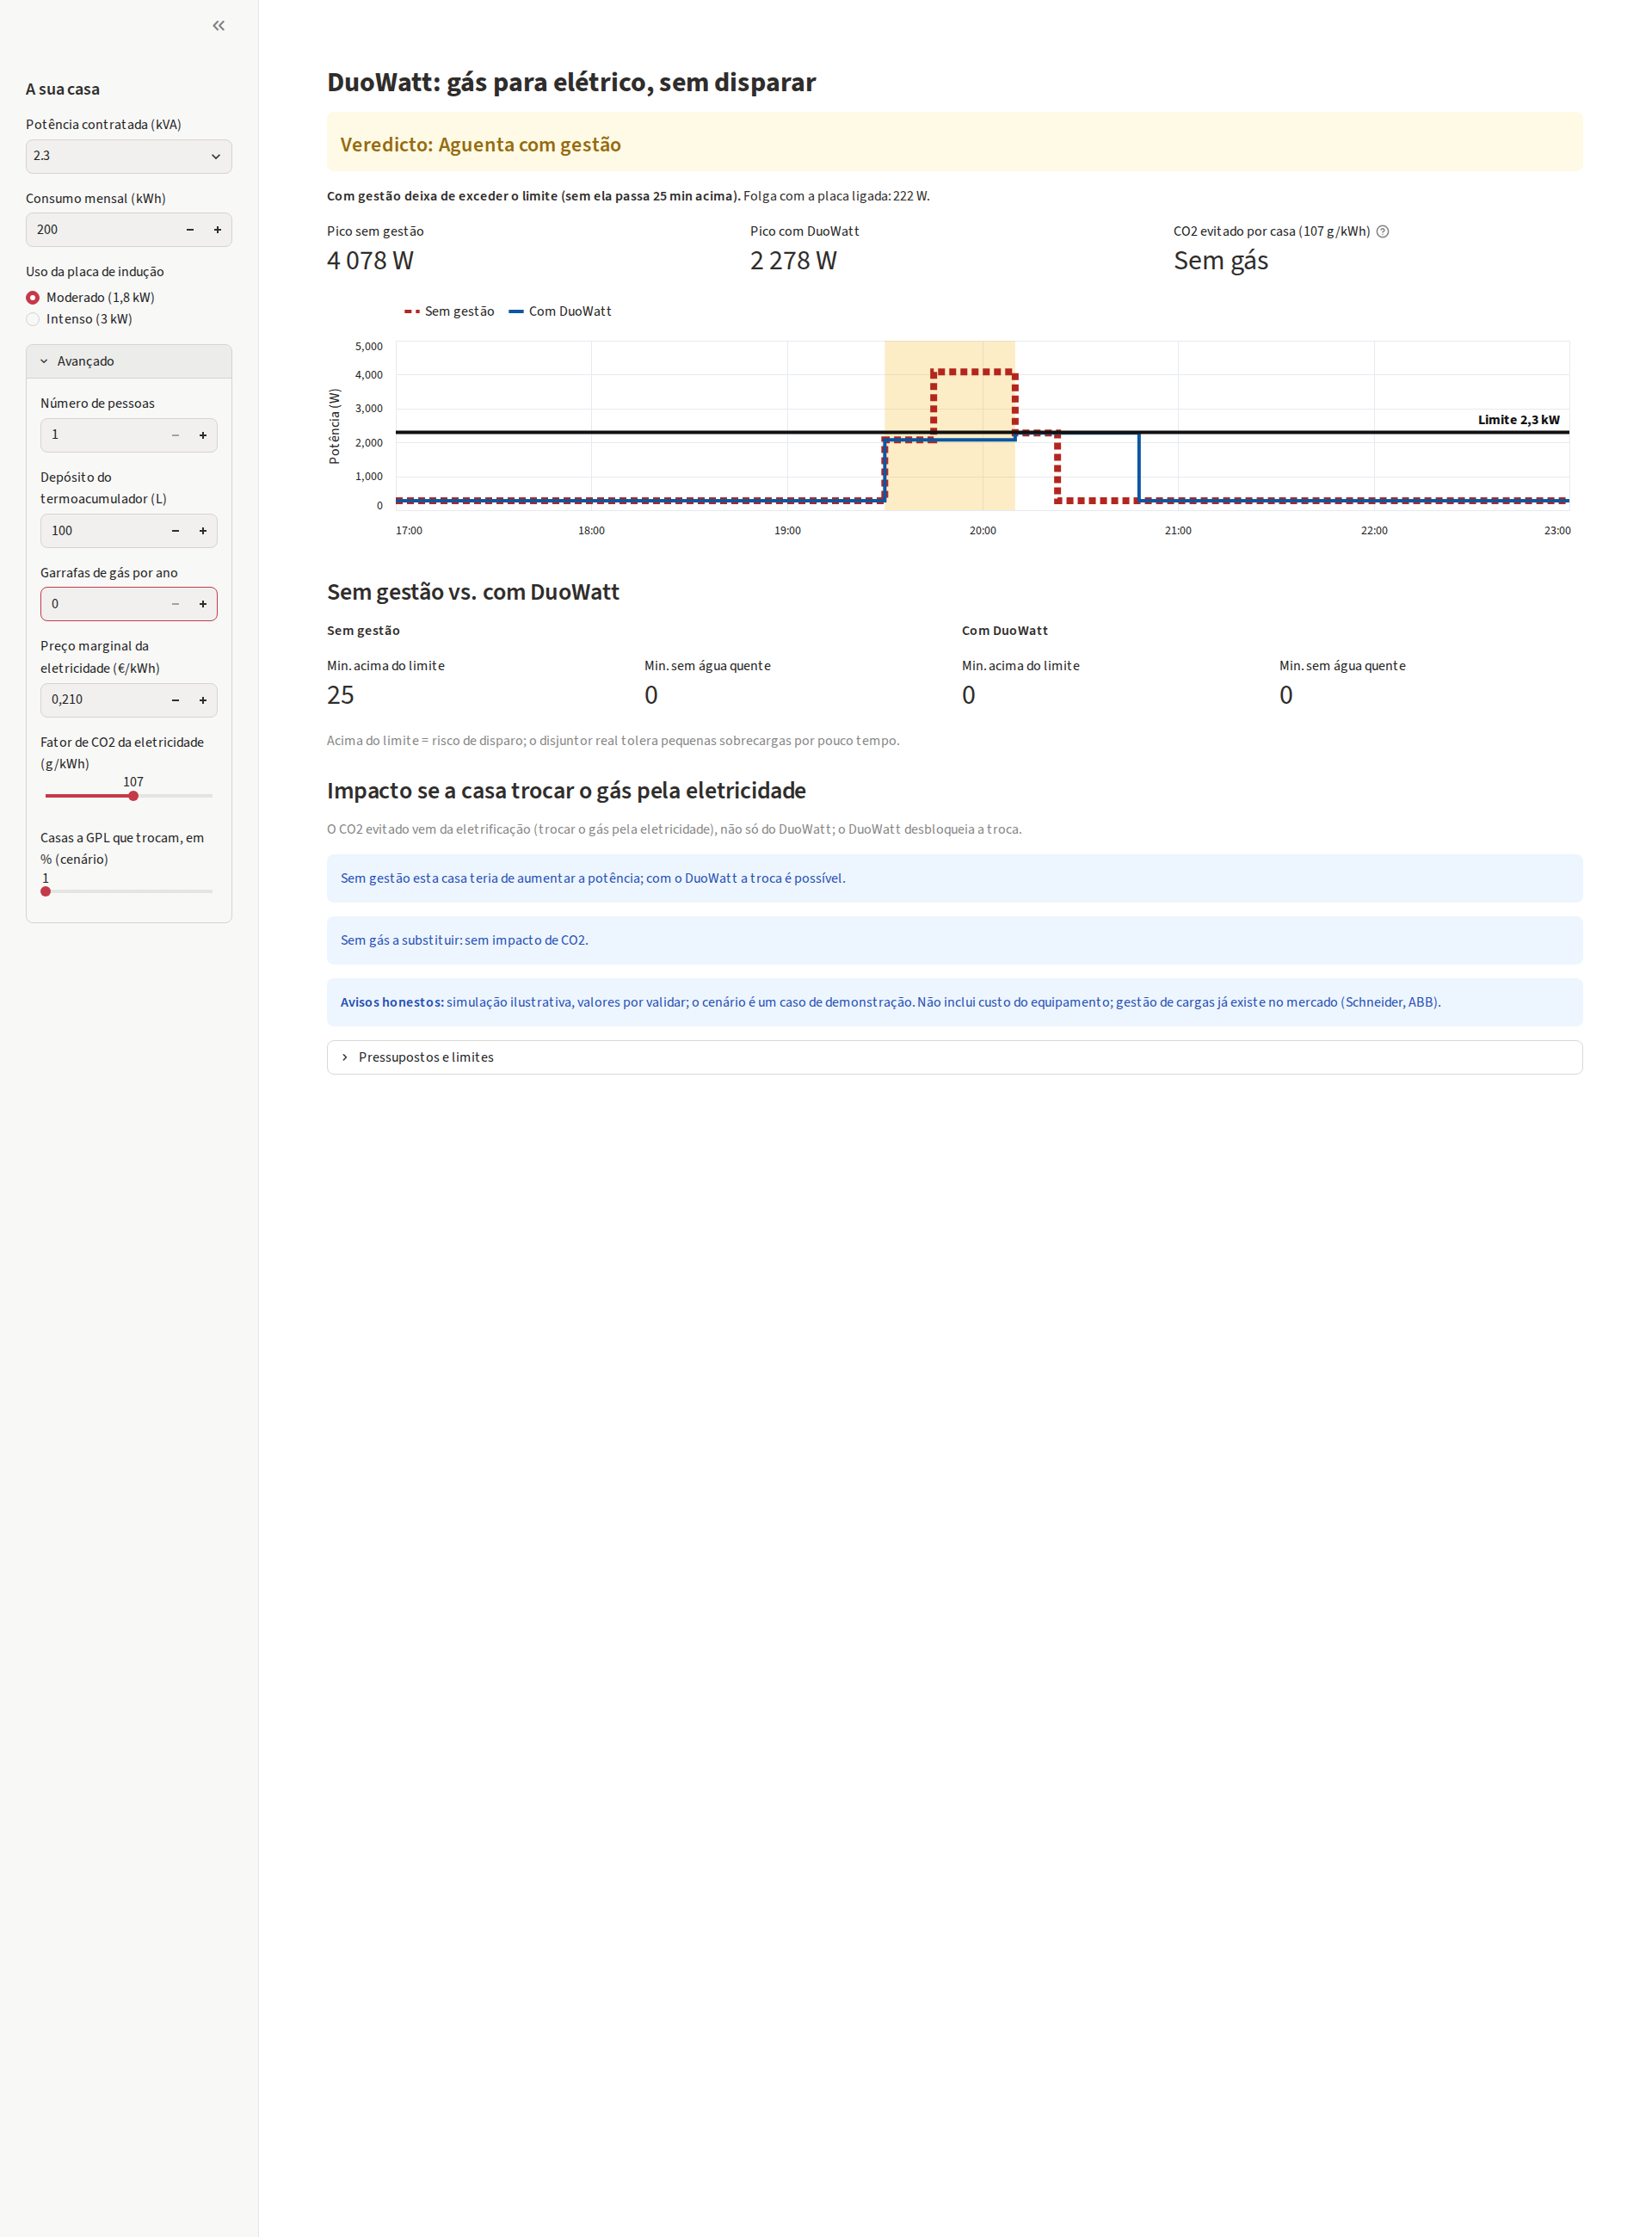 A sua casa
Potência contratada (kVA)
2.3
Consumo mensal (kWh)
200
Uso da placa de indução
Moderado (1,8 kW)
Intenso (3 kW)
Avançado
Número de pessoas
1
Depósito do
termoacumulador (L)
100
Garrafas de gás por ano
0
Preço marginal da
eletricidade (€/kWh)
0,210
Fator de CO2 da eletricidade
(g/kWh)
107
Casas a GPL que trocam, em
% (cenário)
1
DuoWatt: gás para elétrico, sem disparar
Veredicto: Aguenta com gestão
Com gestão deixa de exceder o limite (sem ela passa 25 min acima). Folga com a placa ligada: 222 W.
Pico sem gestão
4 078 W
Pico com DuoWatt
2 278 W
CO2 evitado por casa (107 g/kWh)
Sem gás
Sem gestão Com DuoWatt
Potência (W)
5,000
4,000
3,000
2,000
1,000
0
Limite 2,3 kW
17:00 18:00 19:00 20:00 21:00 22:00 23:00
Sem gestão vs. com DuoWatt
Sem gestão
Min. acima do limite
25
Min. sem água quente
0
Com DuoWatt
Min. acima do limite
0
Min. sem água quente
0
Acima do limite = risco de disparo; o disjuntor real tolera pequenas sobrecargas por pouco tempo.
Impacto se a casa trocar o gás pela eletricidade
O CO2 evitado vem da eletrificação (trocar o gás pela eletricidade), não só do DuoWatt; o DuoWatt desbloqueia a troca.
Sem gestão esta casa teria de aumentar a potência; com o DuoWatt a troca é possível.
Sem gás a substituir: sem impacto de CO2.
Avisos honestos: simulação ilustrativa, valores por validar; o cenário é um caso de demonstração. Não inclui custo do equipamento; gestão de cargas já existe no mercado (Schneider, ABB).
Pressupostos e limites